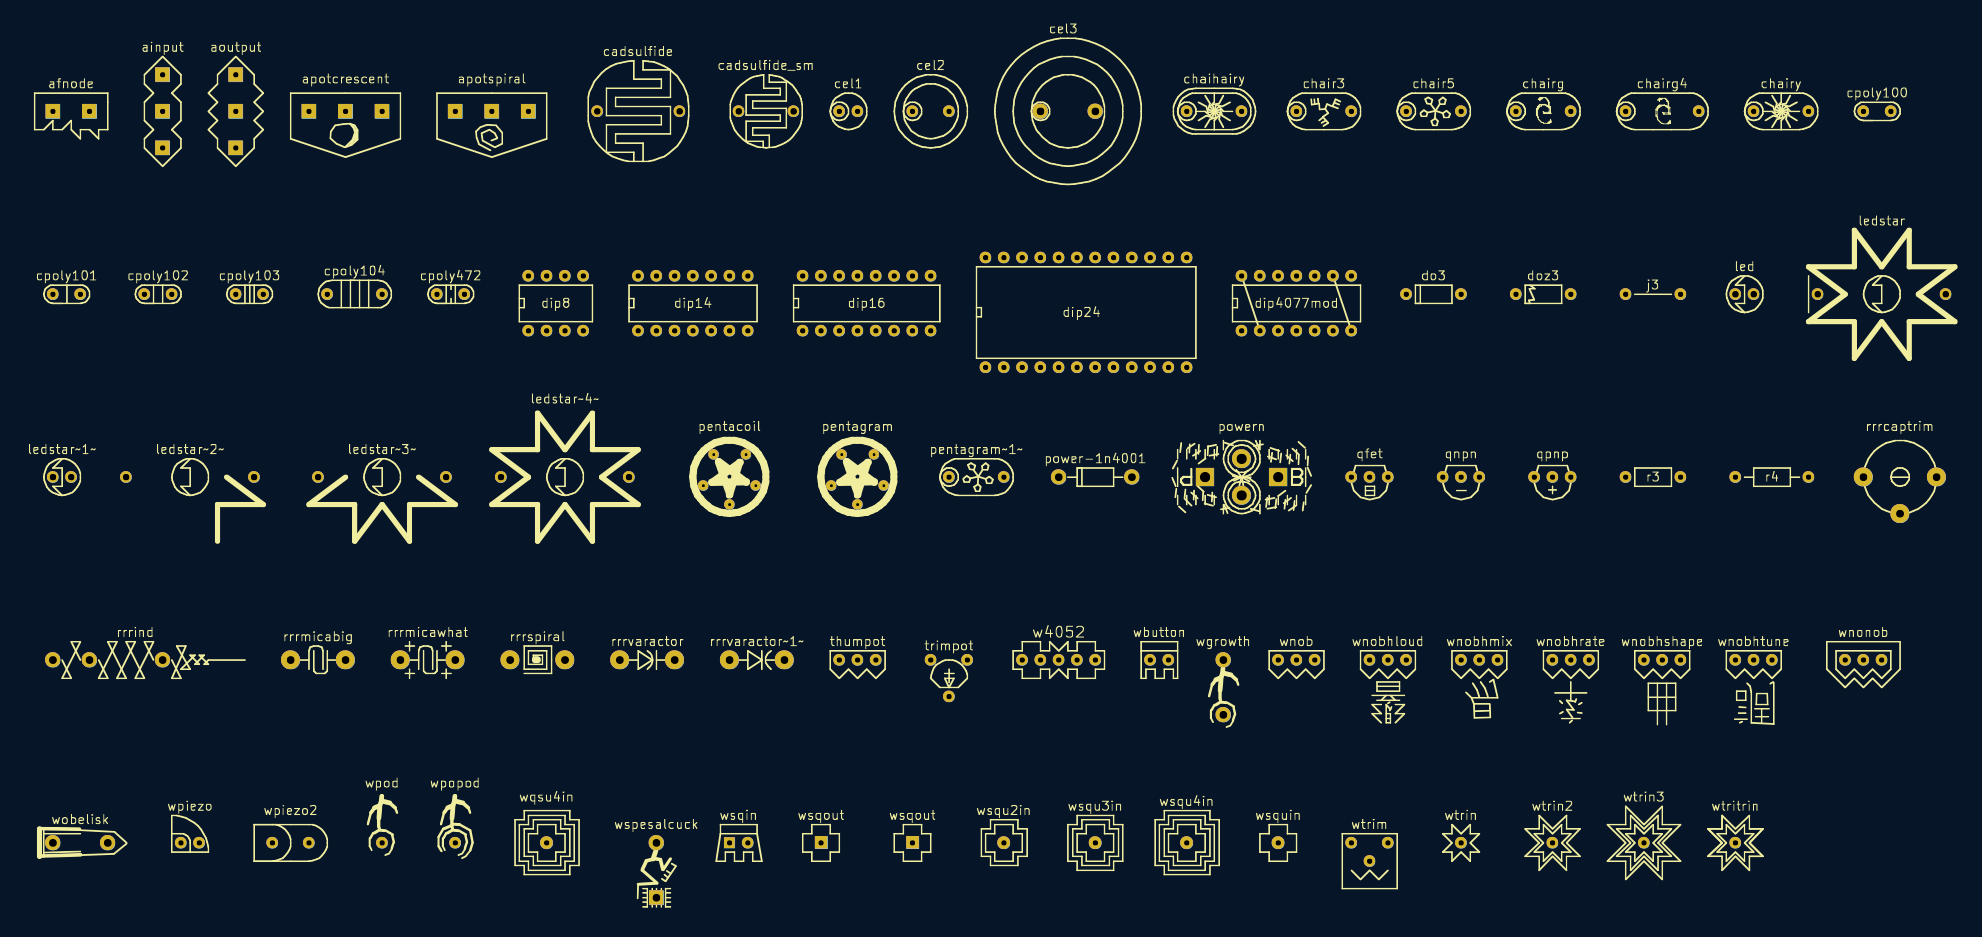 afnode ainput aoutput apotcrescent apotspiral cadsulfide cadsulfide_sm cel1 cel2 cel3 chaihairy chair3 chair5 chairg chairg4 chairy cpoly100
cpoly101 cpoly102 cpoly103 cpoly104 cpoly472 dip8 dip14 dip16 dip24 dip4077mod do3 doz3 j3 led ledstar
ledstar~1~ ledstar~2~ ledstar~3~ ledstar~4~ pentacoil pentagram pentagram~1~ power-1n4001 powern qfet qnpn qpnp r3 r4 rrrcaptrim
rrrind rrrmicabig rrrmicawhat rrrspiral rrrvaractor rrrvaractor~1~ thumpot trimpot w4052 wbutton wgrowth wnob wnobhloud wnobhmix wnobhrate wnobhshape wnobhtune wnonob
wobelisk wpiezo wpiezo2 wpod wpopod wqsu4in wspesalcuck wsqin wsqout wsqout wsqu2in wsqu3in wsqu4in wsquin wtrim wtrin wtrin2 wtrin3 wtritrin